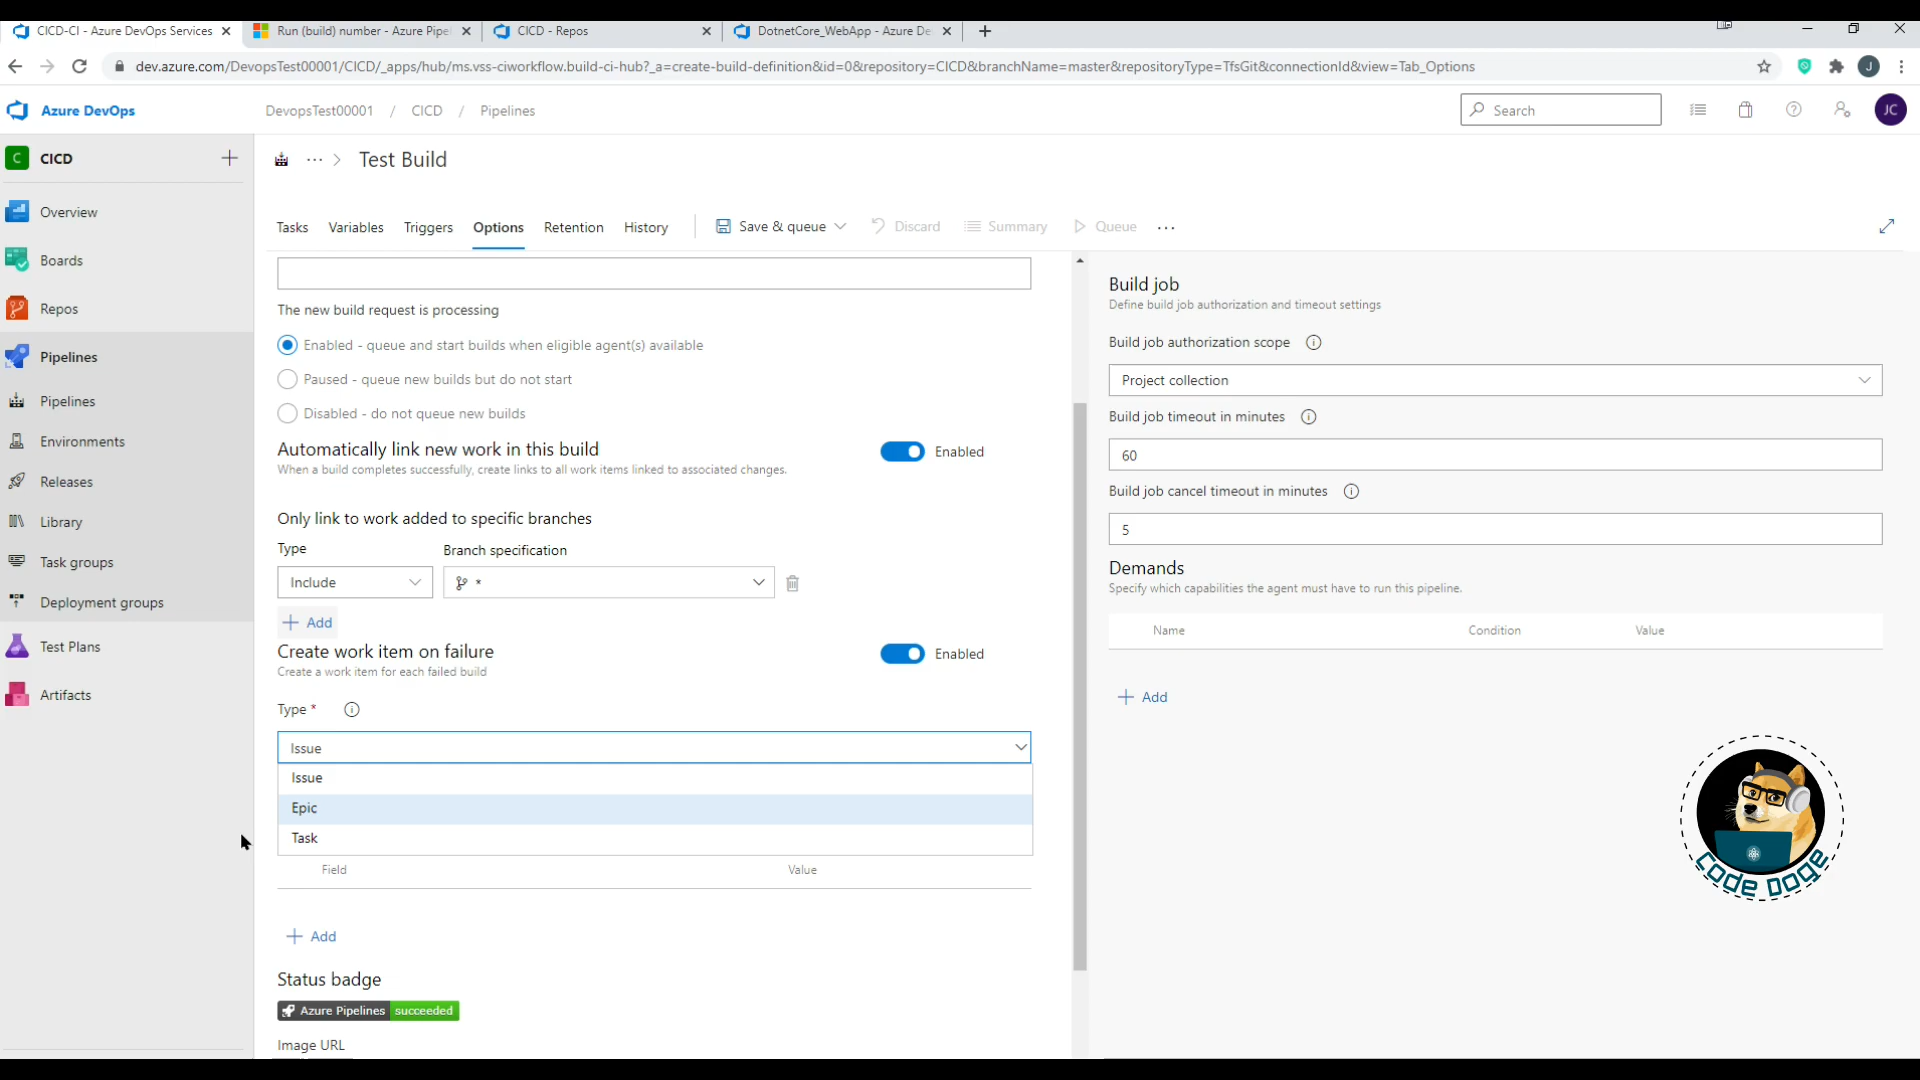 CICD-CI - Azure DevOps Services
Run (build) number - Azure Pipel
CICD - Repos
DotnetCore_WebApp - Azure De
dev.azure.com/DevopsTest00001/CICD/_apps/hub/ms.vss-ciworkflow.build-ci-hub?_a=create-build-definition&id=0&repository=CICD&branchName=master&repositoryType=TfsGit&connectionId&view=Tab_Options
J
Azure DevOps
DevopsTest00001 / CICD / Pipelines
Search
JC
C CICD
Test Build
Overview
Boards
Repos
Pipelines
Pipelines
Environments
Releases
Library
Task groups
Deployment groups
Test Plans
Artifacts
Tasks Variables Triggers Options Retention History Save & queue Discard Summary Queue
The new build request is processing
Enabled - queue and start builds when eligible agent(s) available
Paused - queue new builds but do not start
Disabled - do not queue new builds
Automatically link new work in this build
Enabled
When a build completes successfully, create links to all work items linked to associated changes.
Only link to work added to specific branches
Type Branch specification
Include *
Add
Create work item on failure
Enabled
Create a work item for each failed build
Type *
Issue
Issue
Epic
Task
Field Value
Add
Status badge
Azure Pipelines succeeded
Image URL
Build job
Define build job authorization and timeout settings
Build job authorization scope
Project collection
Build job timeout in minutes
60
Build job cancel timeout in minutes
5
Demands
Specify which capabilities the agent must have to run this pipeline.
Name Condition Value
Add
Code Doge